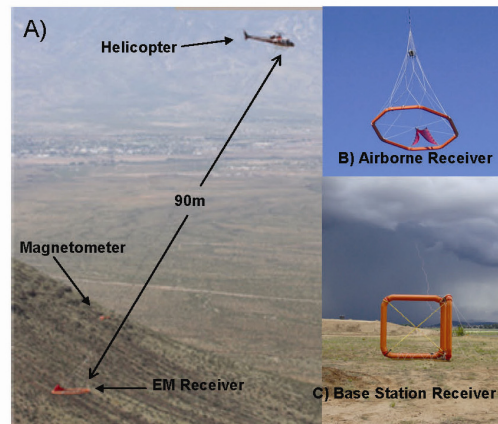 A)
Helicopter
90m
Magnetometer
EM Receiver
B) Airborne Receiver
C) Base Station Receiver